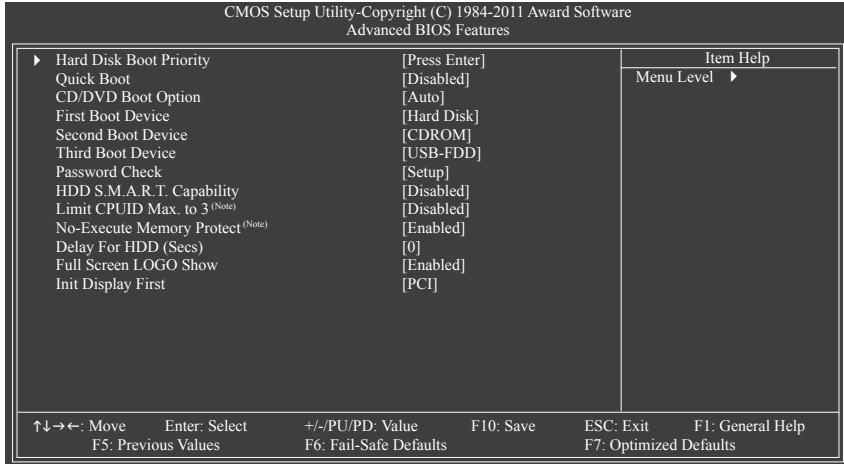 CMOS Setup Utility-Copyright (C) 1984-2011 Award Software
Advanced BIOS Features
Hard Disk Boot Priority [Press Enter]
Quick Boot [Disabled]
CD/DVD Boot Option [Auto]
First Boot Device [Hard Disk]
Second Boot Device [CDROM]
Third Boot Device [USB-FDD]
Password Check [Setup]
HDD S.M.A.R.T. Capability [Disabled]
Limit CPUID Max. to 3 (Note) [Disabled]
No-Execute Memory Protect (Note) [Enabled]
Delay For HDD (Secs) [0]
Full Screen LOGO Show [Enabled]
Init Display First [PCI]
Item Help
Menu Level
↑↓→←: Move Enter: Select +/-/PU/PD: Value F10: Save ESC: Exit F1: General Help
F5: Previous Values F6: Fail-Safe Defaults F7: Optimized Defaults